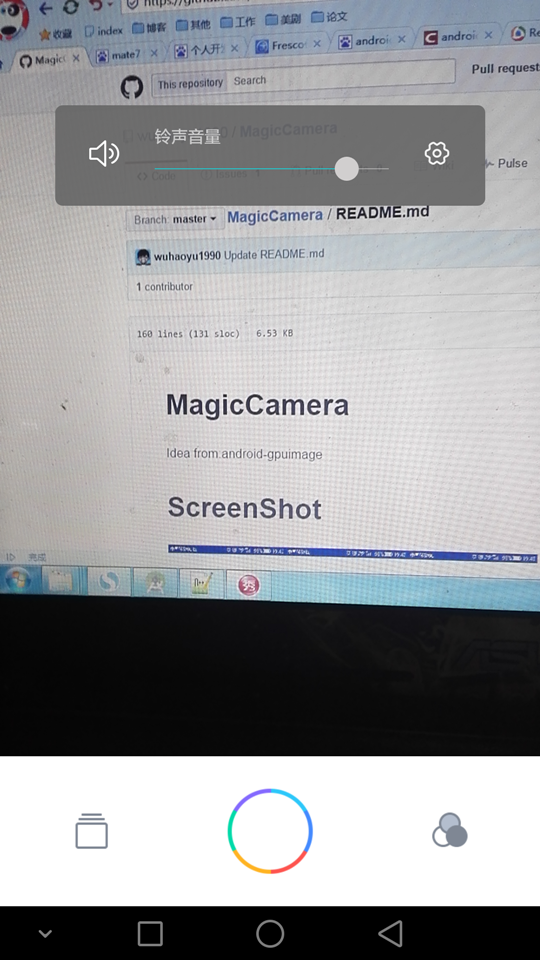 https://github
收藏 index 博客 其他 工作 美剧 论文
Magic mate7 个人开 Fresco androi androi Re
This repository Search Pull request
铃声音量
MagicCamera
Code
Pulse
Branch: master MagicCamera / README.md
wuhaoyu1990 Update README.md
1 contributor
160 lines (131 sloc) 6.53 KB
MagicCamera
Idea from android-gpuimage
ScreenShot
完成
秀